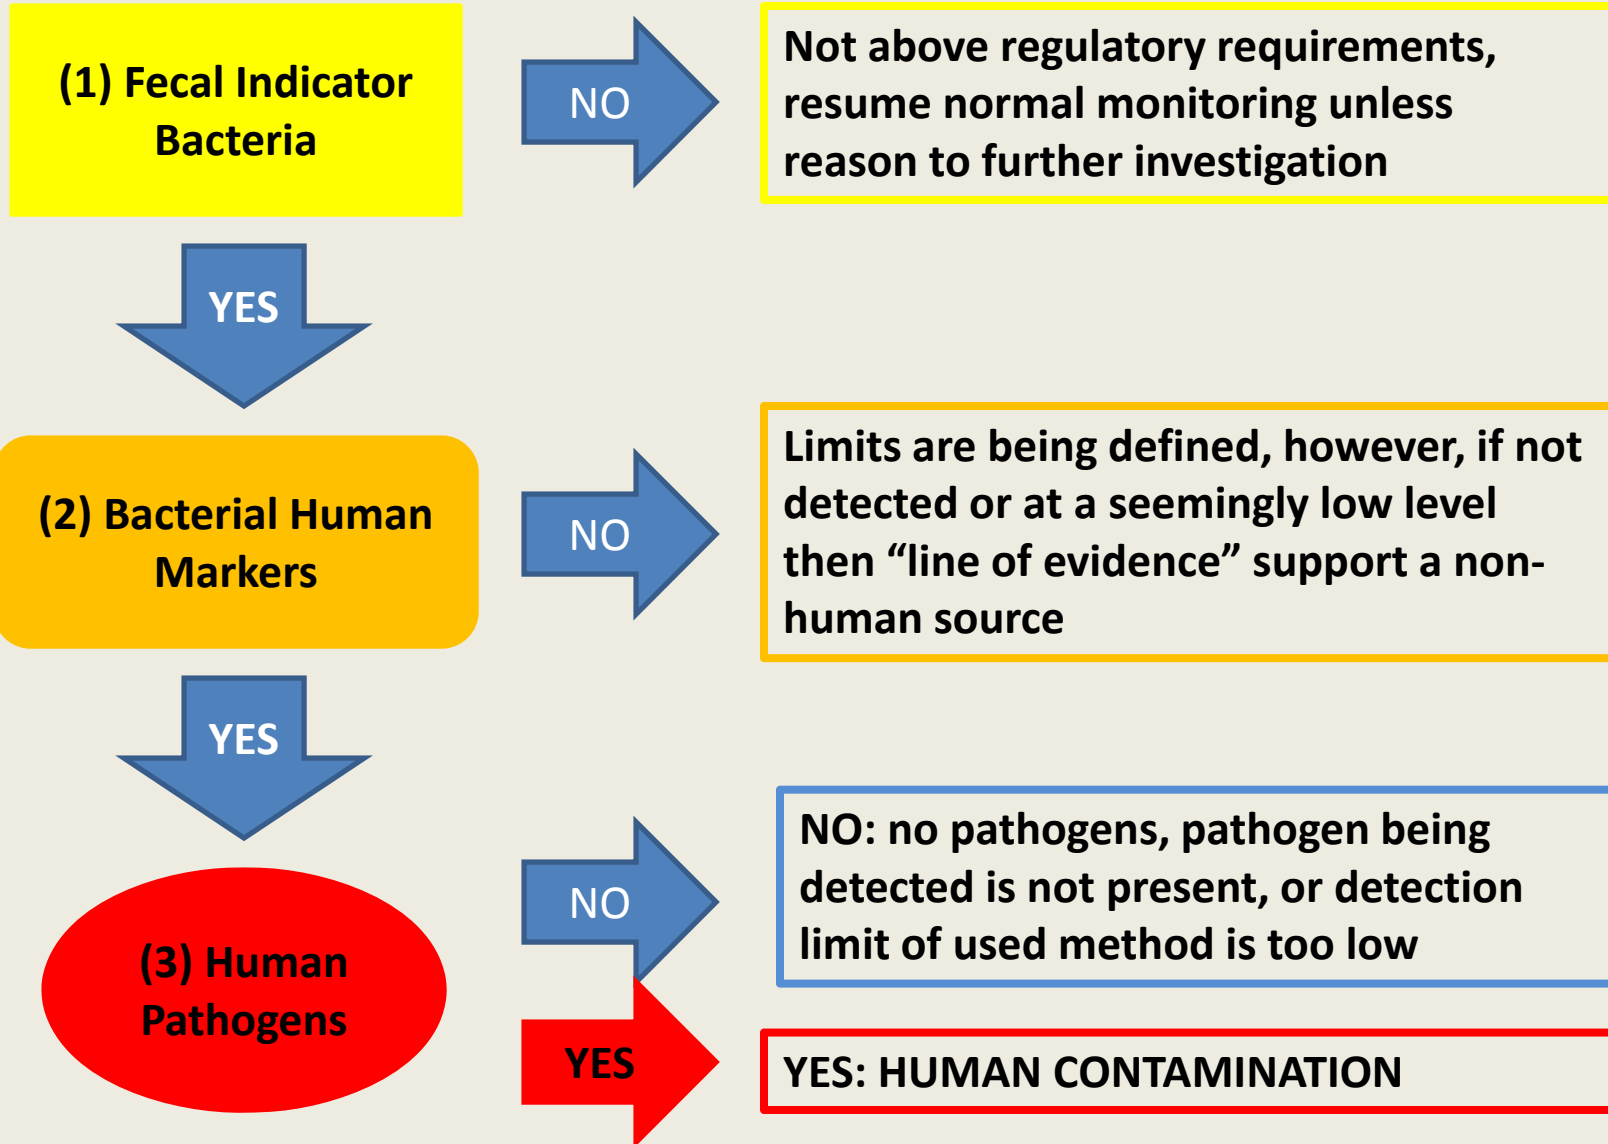 (1) Fecal Indicator
Bacteria
NO
Not above regulatory requirements,
resume normal monitoring unless
reason to further investigation
YES
(2) Bacterial Human
Markers
NO
Limits are being defined, however, if not
detected or at a seemingly low level
then “line of evidence” support a non-
human source
YES
(3) Human
Pathogens
NO
NO: no pathogens, pathogen being
detected is not present, or detection
limit of used method is too low
YES
YES: HUMAN CONTAMINATION